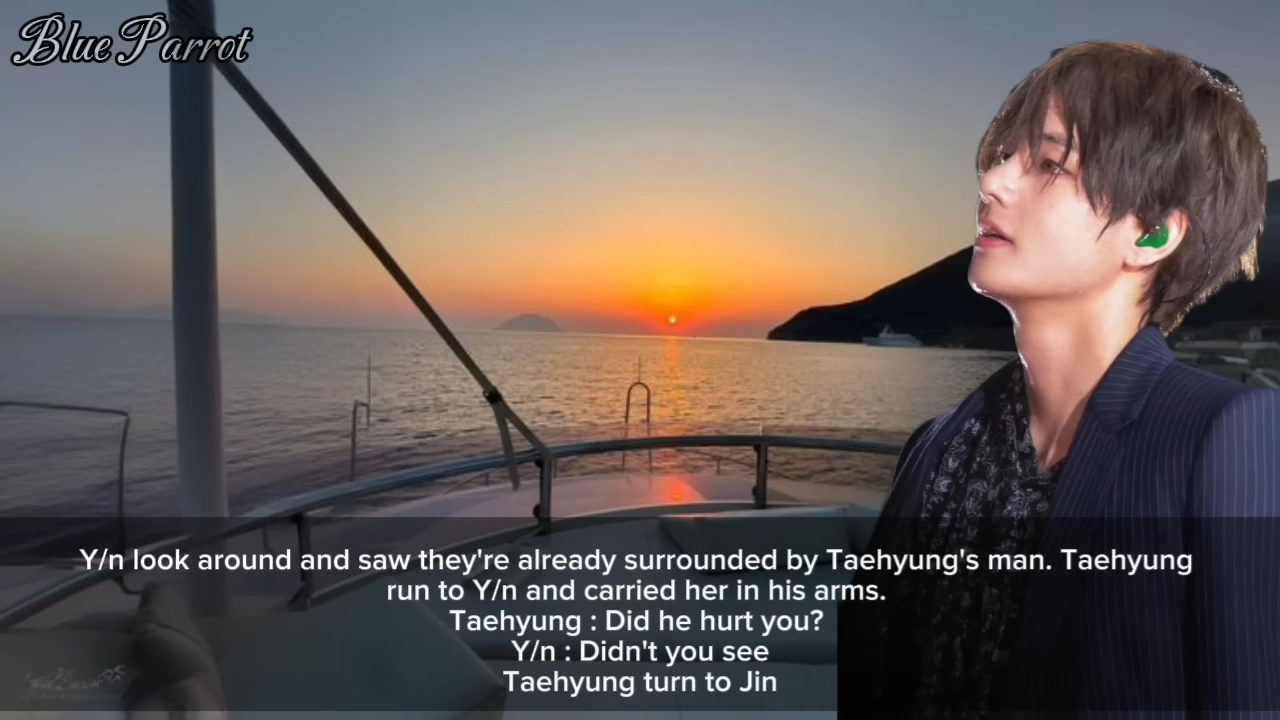 Blue Parrot
Y/n look around and saw they're already surrounded by Taehyung's man. Taehyung
run to Y/n and carried her in his arms.
Taehyung : Did he hurt you?
Y/n : Didn't you see
Taehyung turn to Jin